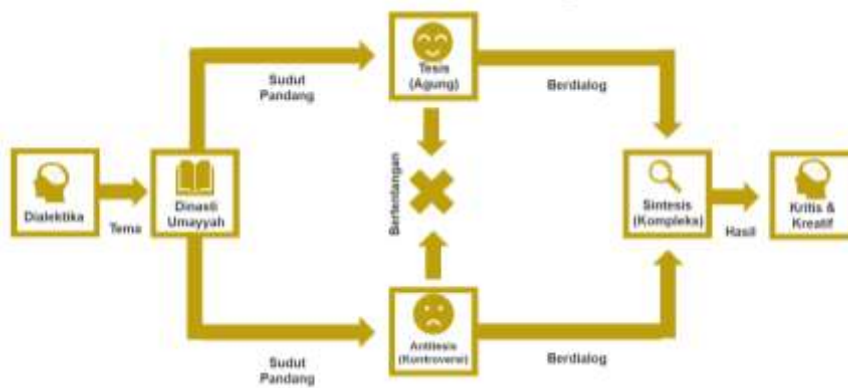 Tesis
(Agung)
Sudut
Pandang
Berdialog
Dialektika
Tema
Dinasti
Umayyah
Bertentangan
Sintesis
(Kompleks)
Hasil
Kritis &
Kreatif
Antitesis
(Kontroversi)
Sudut
Pandang
Berdialog